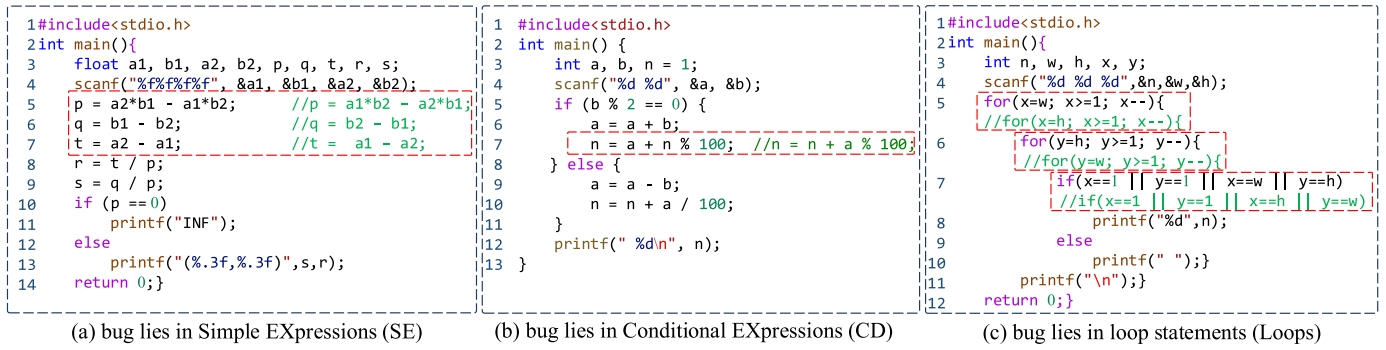 1 #include<stdio.h>
2 int main(){
3 float a1, b1, a2, b2, p, q, t, r, s;
4 scanf("%f%f%f%f", &a1, &b1, &a2, &b2);
5 p = a2*b1 - a1*b2; //p = a1*b2 – a2*b1;
6 q = b1 - b2; //q = b2 – b1;
7 t = a2 - a1; //t = a1 – a2;
8 r = t / p;
9 s = q / p;
10 if (p == 0)
11 printf("INF");
12 else
13 printf("(%.3f,%.3f)",s,r);
14 return 0;}
(a) bug lies in Simple EXpressions (SE)
1 #include<stdio.h>
2 int main() {
3 int a, b, n = 1;
4 scanf("%d %d", &a, &b);
5 if (b % 2 == 0) {
6 a = a + b;
7 n = a + n % 100; //n = n + a % 100;
8 } else {
9 a = a - b;
10 n = n + a / 100;
11 }
12 printf(" %d\n", n);
13 }
(b) bug lies in Conditional EXpressions (CD)
1 #include<stdio.h>
2 int main(){
3 int n, w, h, x, y;
4 scanf("%d %d %d",&n,&w,&h);
5 for(x=w; x>=1; x--){
//for(x=h; x>=1; x--){
6 for(y=h; y>=1; y--){
//for(y=w; y>=1; y--){
7 if(x==1 || y==1 || x==w || y==h)
//if(x==1 || y==1 || x==h || y==w)
8 printf("%d",n);
9 else
10 printf(" ");}
11 printf("\n");}
12 return 0;}
(c) bug lies in loop statements (Loops)